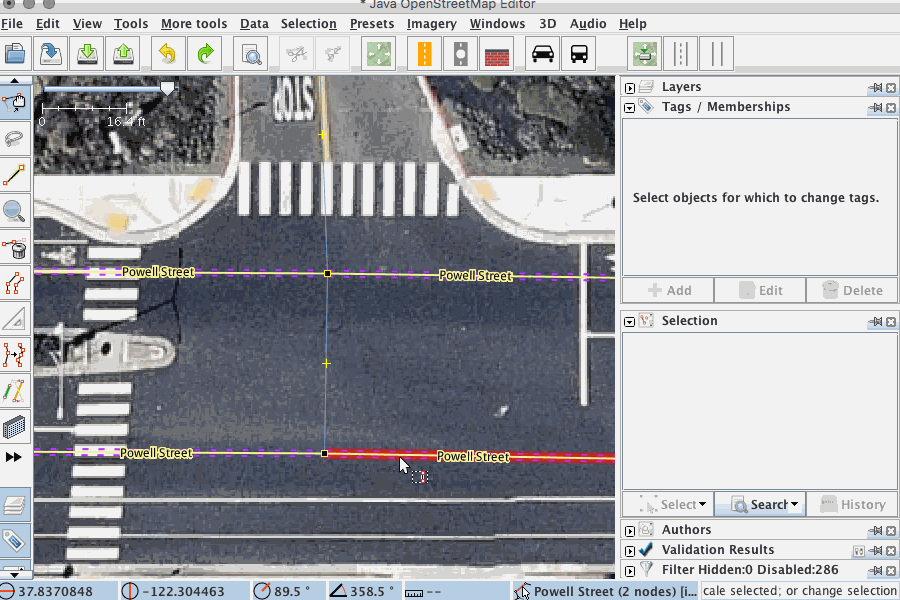 * Java OpenStreetMap Editor
File Edit View Tools More tools Data Selection Presets Imagery Windows 3D Audio Help
0 16.4 ft
STOP
Layers
Tags / Memberships
Select objects for which to change tags.
Add Edit Delete
Powell Street Powell Street
Selection
Powell Street Powell Street
Select Search History
Authors
Validation Results
Filter Hidden:0 Disabled:286
37.8370848 -122.304463 89.5 ° 358.5 ° -- Powell Street (2 nodes) [i... cale selected; or change selection